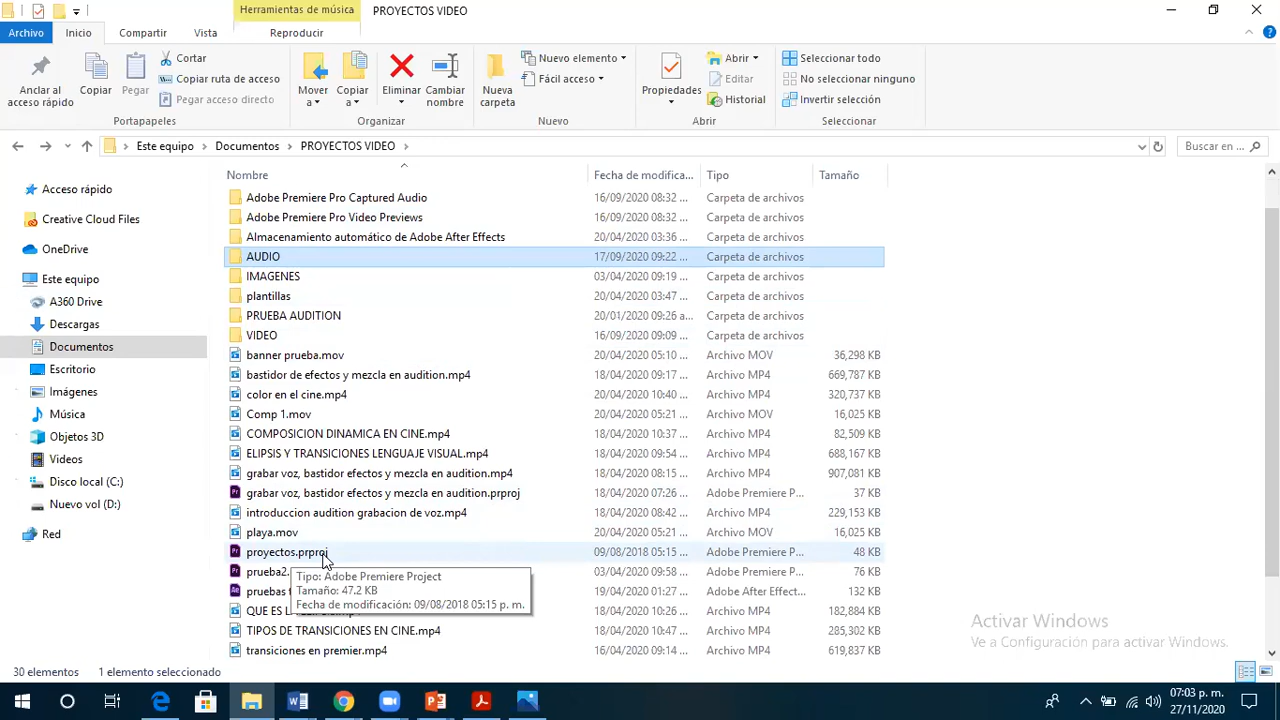 Herramientas de música
PROYECTOS VIDEO
Archivo Inicio Compartir Vista Reproducir
Anclar al acceso rápido
Copiar
Pegar
Cortar
Copiar ruta de acceso
Pegar acceso directo
Portapapeles
Mover a
Copiar a
Eliminar
Cambiar nombre
Organizar
Nueva carpeta
Nuevo elemento
Fácil acceso
Nuevo
Propiedades
Abrir
Editar
Historial
Abrir
Seleccionar todo
No seleccionar ninguno
Invertir selección
Seleccionar
Este equipo > Documentos > PROYECTOS VIDEO >
Buscar en ...
Acceso rápido
Creative Cloud Files
OneDrive
Este equipo
A360 Drive
Descargas
Documentos
Escritorio
Imágenes
Música
Objetos 3D
Videos
Disco local (C:)
Nuevo vol (D:)
Red
Nombre Fecha de modifica... Tipo Tamaño
Adobe Premiere Pro Captured Audio 16/09/2020 08:32 ... Carpeta de archivos
Adobe Premiere Pro Video Previews 16/09/2020 08:32 ... Carpeta de archivos
Almacenamiento automático de Adobe After Effects 20/04/2020 03:36 ... Carpeta de archivos
AUDIO 17/09/2020 09:22 ... Carpeta de archivos
IMAGENES 03/04/2020 09:19 ... Carpeta de archivos
plantillas 20/04/2020 03:47 ... Carpeta de archivos
PRUEBA AUDITION 20/01/2020 09:26 a... Carpeta de archivos
VIDEO 16/09/2020 09:09 ... Carpeta de archivos
banner prueba.mov 20/04/2020 05:10 ... Archivo MOV 36,298 KB
bastidor de efectos y mezcla en audition.mp4 18/04/2020 09:17 ... Archivo MP4 669,787 KB
color en el cine.mp4 20/04/2020 10:40 ... Archivo MP4 320,737 KB
Comp 1.mov 20/04/2020 05:21 ... Archivo MOV 16,025 KB
COMPOSICION DINAMICA EN CINE.mp4 18/04/2020 10:37 ... Archivo MP4 82,509 KB
ELIPSIS Y TRANSICIONES LENGUAJE VISUAL.mp4 18/04/2020 09:54 ... Archivo MP4 688,167 KB
grabar voz, bastidor efectos y mezcla en audition.mp4 18/04/2020 08:15 ... Archivo MP4 907,081 KB
grabar voz, bastidor efectos y mezcla en audition.prproj 18/04/2020 07:26 ... Adobe Premiere P... 37 KB
introduccion audition grabacion de voz.mp4 18/04/2020 08:42 ... Archivo MP4 229,153 KB
playa.mov 20/04/2020 05:21 ... Archivo MOV 16,025 KB
proyectos.prproj 09/08/2018 05:15 ... Adobe Premiere P... 48 KB
prueba2. 03/04/2020 04:58 ... Adobe Premiere P... 76 KB
pruebas 19/04/2020 01:27 ... Adobe After Effect... 132 KB
QUE ES 18/04/2020 10:26 ... Archivo MP4 182,884 KB
TIPOS DE TRANSICIONES EN CINE.mp4 18/04/2020 10:47 ... Archivo MP4 285,302 KB
transiciones en premier.mp4 16/04/2020 09:14 ... Archivo MP4 619,837 KB
Tipo: Adobe Premiere Project
Tamaño: 47.2 KB
Fecha de modificación: 09/08/2018 05:15 p. m.
Activar Windows
Ve a Configuración para activar Windows.
30 elementos 1 elemento seleccionado
07:03 p. m.
27/11/2020